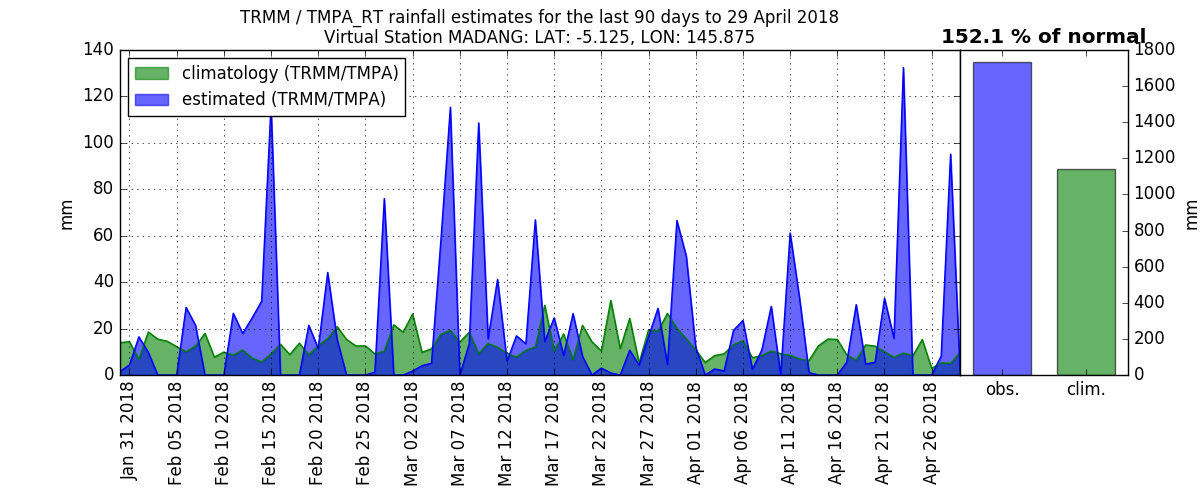 TRMM / TMPA_RT rainfall estimates for the last 90 days to 29 April 2018
Virtual Station MADANG: LAT: -5.125, LON: 145.875
152.1 % of normal
climatology (TRMM/TMPA)
estimated (TRMM/TMPA)
mm
140
120
100
80
60
40
20
0
Jan 31 2018
Feb 05 2018
Feb 10 2018
Feb 15 2018
Feb 20 2018
Feb 25 2018
Mar 02 2018
Mar 07 2018
Mar 12 2018
Mar 17 2018
Mar 22 2018
Mar 27 2018
Apr 01 2018
Apr 06 2018
Apr 11 2018
Apr 16 2018
Apr 21 2018
Apr 26 2018
obs.
clim.
1800
1600
1400
1200
1000
800
600
400
200
0
mm